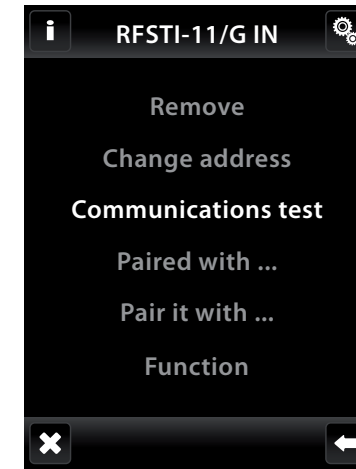 i RFSTI-11/G IN
Remove
Change address
Communications test
Paired with ...
Pair it with ...
Function